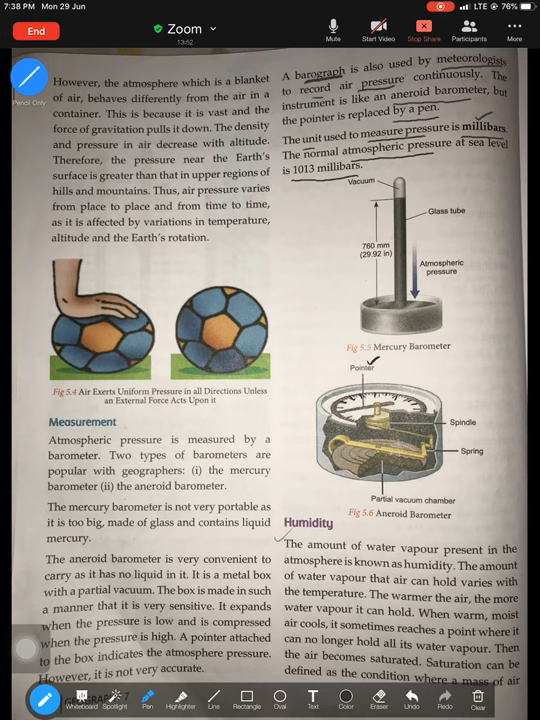 7:38 PM Mon 29 Jun
LTE
76%
End
Zoom
13:52
Mute
Start Video
Stop Share
Participants
More
Pencil Only
However, the atmosphere which is a blanket
of air, behaves differently from the air in a
container. This is because it is vast and the
force of gravitation pulls it down. The density
and pressure in air decrease with altitude.
Therefore, the pressure near the Earth's
surface is greater than that in upper regions of
hills and mountains. Thus, air pressure varies
from place to place and from time to time,
as it is affected by variations in temperature,
altitude and the Earth's rotation.
Fig 5.4 Air Exerts Uniform Pressure in all Directions Unless
an External Force Acts Upon it
Measurement
Atmospheric pressure is measured by a
barometer. Two types of barometers are
popular with geographers: (i) the mercury
barometer (ii) the aneroid barometer.
The mercury barometer is not very portable as
it is too big, made of glass and contains liquid
mercury.
The aneroid barometer is very convenient to
carry as it has no liquid in it. It is a metal box
with a partial vacuum. The box is made in such
a manner that it is very sensitive. It expands
when the pressure is low and is compressed
when the pressure is high. A pointer attached
to the box indicates the atmosphere pressure.
However, it is not very accurate.
A barograph is also used by meteorologists
to record air pressure continuously. The
instrument is like an aneroid barometer, but
the pointer is replaced by a pen.
The unit used to measure pressure is millibars.
The normal atmospheric pressure at sea level
is 1013 millibars.
Vacuum
Glass tube
760 mm
(29.92 in)
Atmospheric
pressure
Fig 5.5 Mercury Barometer
Pointer
Spindle
Spring
Partial vacuum chamber
Fig 5.6 Aneroid Barometer
Humidity
The amount of water vapour present in the
atmosphere is known as humidity. The amount
of water vapour that air can hold varies with
the temperature. The warmer the air, the more
water vapour it can hold. When warm, moist
air cools, it sometimes reaches a point where it
can no longer hold all its water vapour. Then
the air becomes saturated. Saturation can be
defined as the condition where a mass of air
Whiteboard
Spotlight
Pen
Highlighter
Line
Rectangle
Oval
Text
Color
Eraser
Undo
Redo
Clear